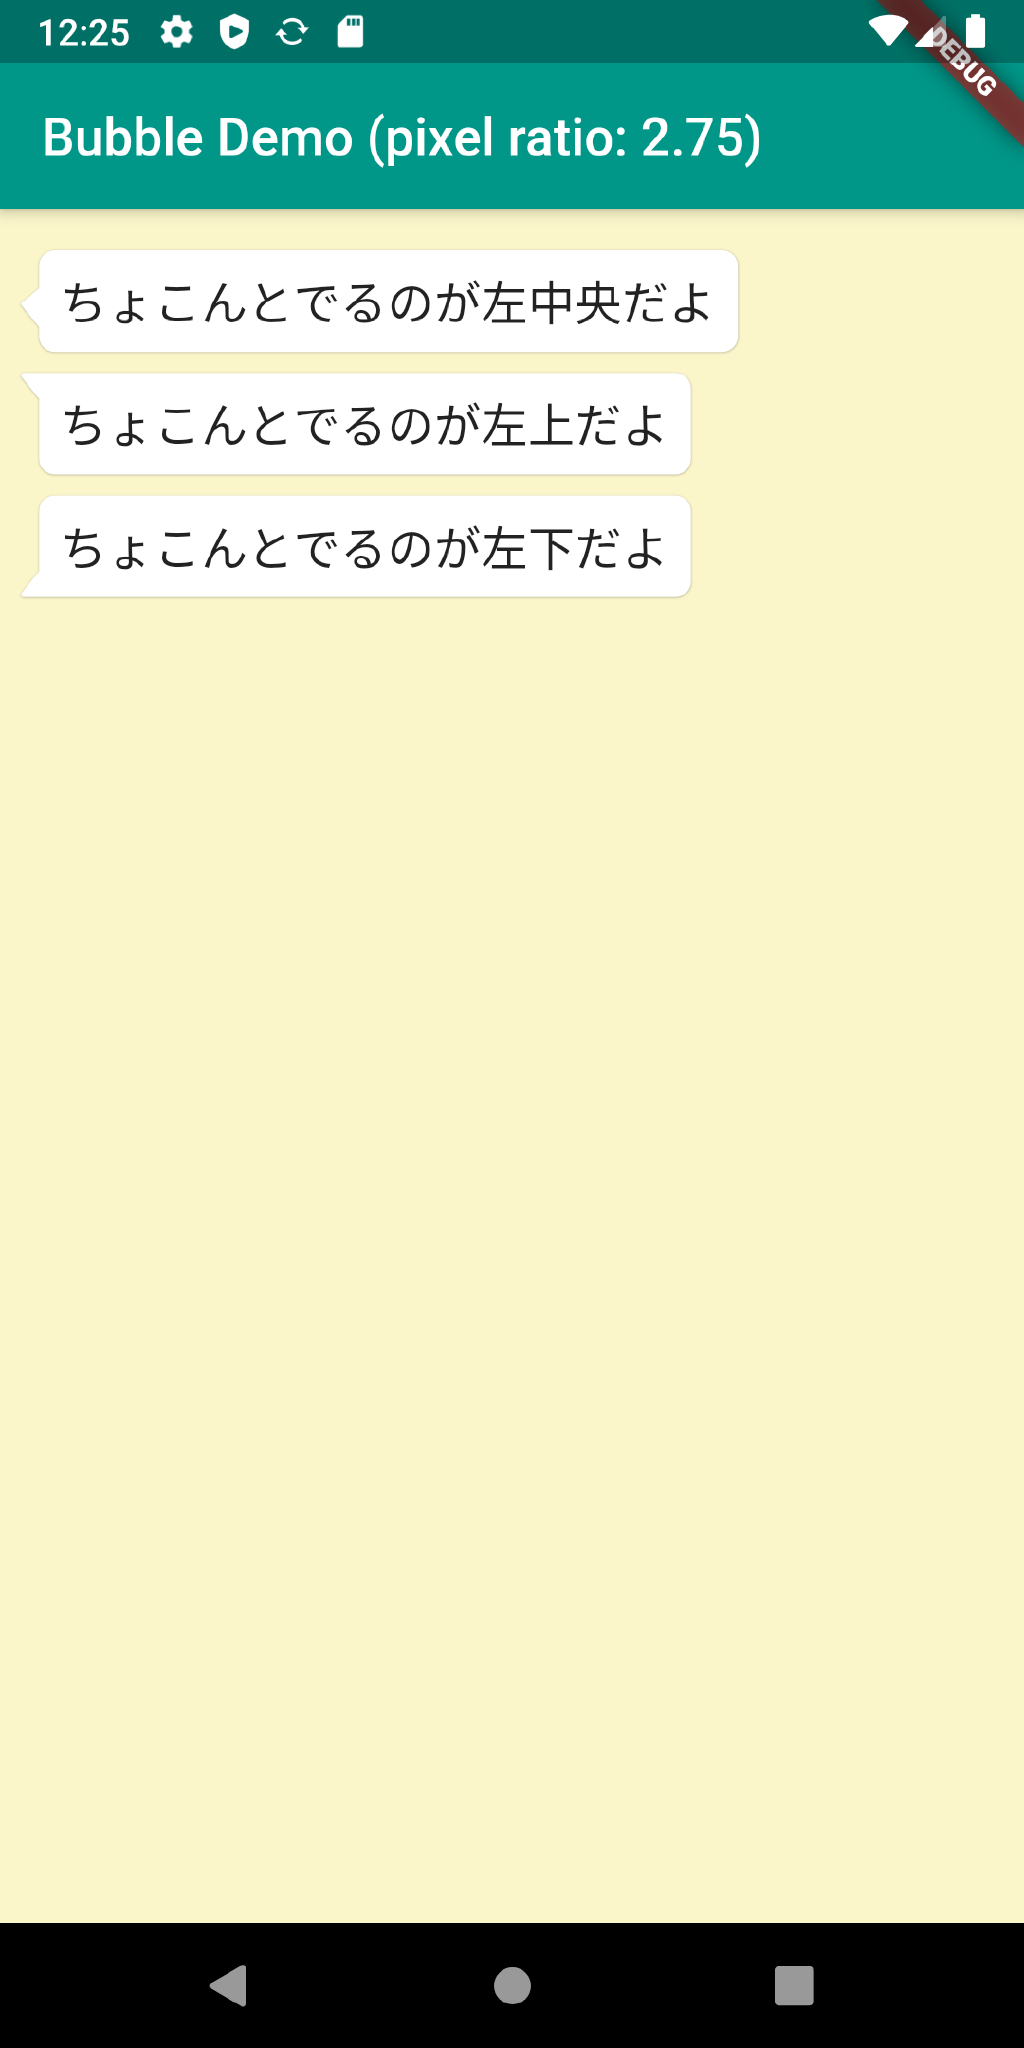 12:25
DEBUG
Bubble Demo (pixel ratio: 2.75)
ちょこんとでるのが左中央だよ
ちょこんとでるのが左上だよ
ちょこんとでるのが左下だよ